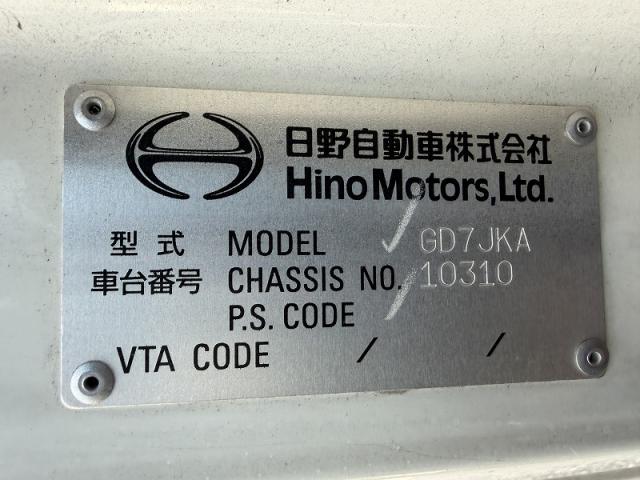 日野自動車株式会社
Hino Motors, Ltd.
型式 MODEL GD7JKA
車台番号 CHASSIS NO. 10310
P.S. CODE
VTA CODE / /